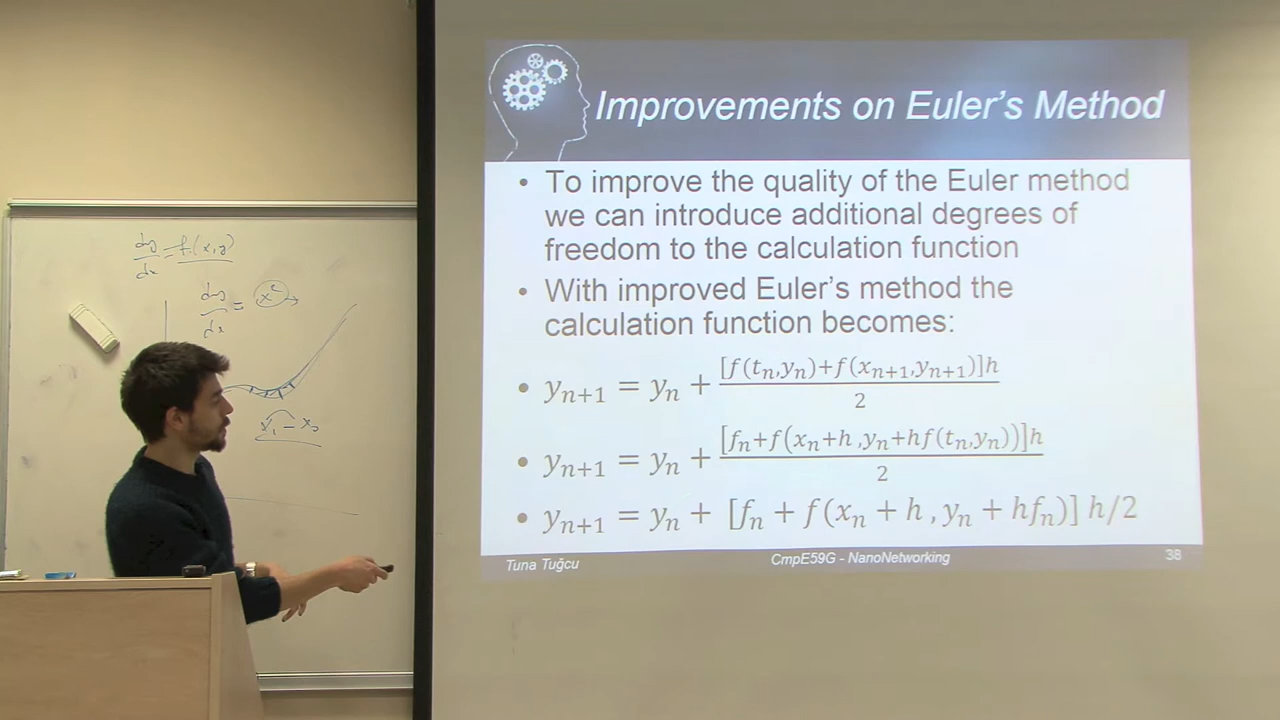 dy/dx = f(x,y)
dy/dx = x²
x₁ - x₀
Improvements on Euler's Method
• To improve the quality of the Euler method
we can introduce additional degrees of
freedom to the calculation function
• With improved Euler's method the
calculation function becomes:
• yₙ₊₁ = yₙ + [f(tₙ,yₙ)+f(xₙ₊₁,yₙ₊₁)]h / 2
• yₙ₊₁ = yₙ + [fₙ+f(xₙ+h ,yₙ+hf(tₙ,yₙ))]h / 2
• yₙ₊₁ = yₙ + [fₙ + f(xₙ + h ,yₙ + hfₙ)] h/2
Tuna Tuğcu CmpE59G - NanoNetworking 38